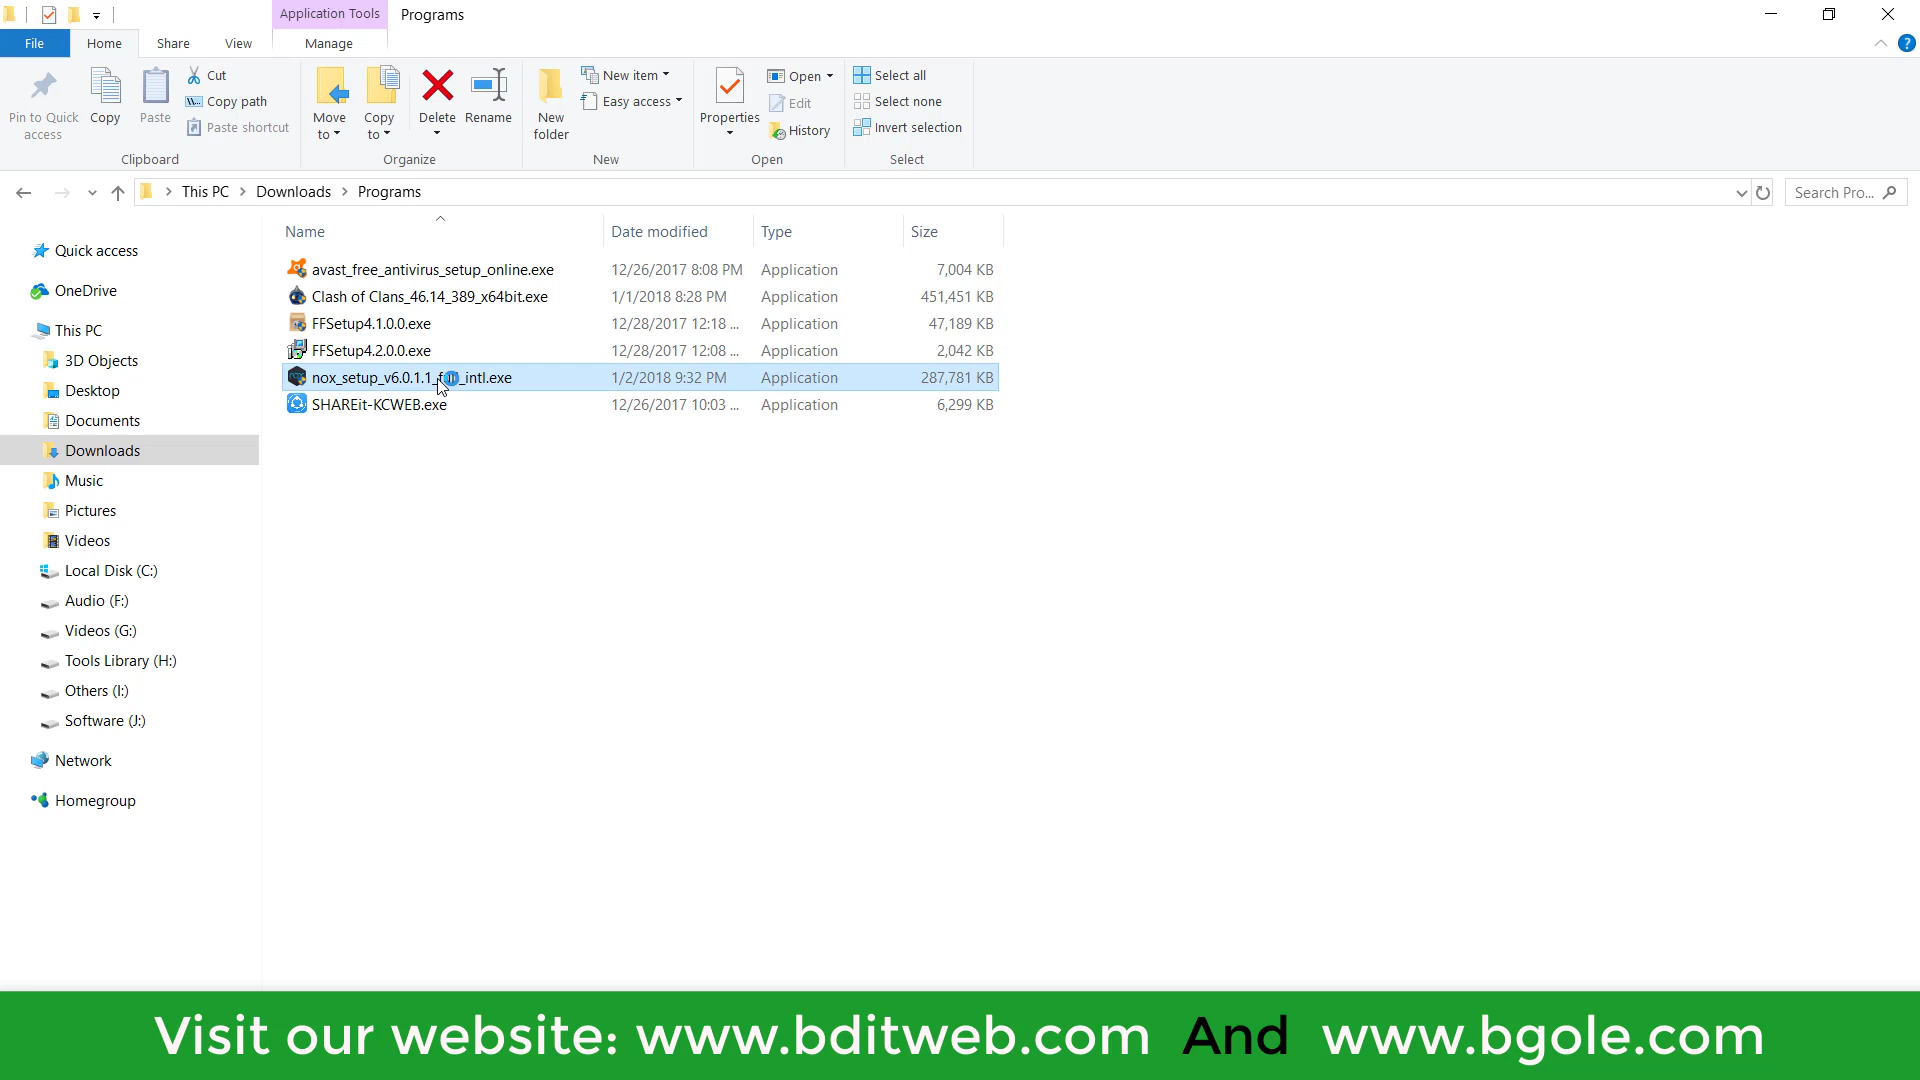 Application Tools Programs
File Home Share View Manage
Pin to Quick access
Copy
Paste
Cut
Copy path
Paste shortcut
Clipboard
Move to
Copy to
Delete
Rename
Organize
New folder
New item
Easy access
New
Properties
Open
Edit
History
Open
Select all
Select none
Invert selection
Select
This PC Downloads Programs
Search Pro...
Name Date modified Type Size
avast_free_antivirus_setup_online.exe 12/26/2017 8:08 PM Application 7,004 KB
Clash of Clans_46.14_389_x64bit.exe 1/1/2018 8:28 PM Application 451,451 KB
FFSetup4.1.0.0.exe 12/28/2017 12:18 ... Application 47,189 KB
FFSetup4.2.0.0.exe 12/28/2017 12:08 ... Application 2,042 KB
nox_setup_v6.0.1.1_ _intl.exe 1/2/2018 9:32 PM Application 287,781 KB
SHAREit-KCWEB.exe 12/26/2017 10:03 ... Application 6,299 KB
Quick access
OneDrive
This PC
3D Objects
Desktop
Documents
Downloads
Music
Pictures
Videos
Local Disk (C:)
Audio (F:)
Videos (G:)
Tools Library (H:)
Others (I:)
Software (J:)
Network
Homegroup
Visit our website: www.bditweb.com And www.bgole.com